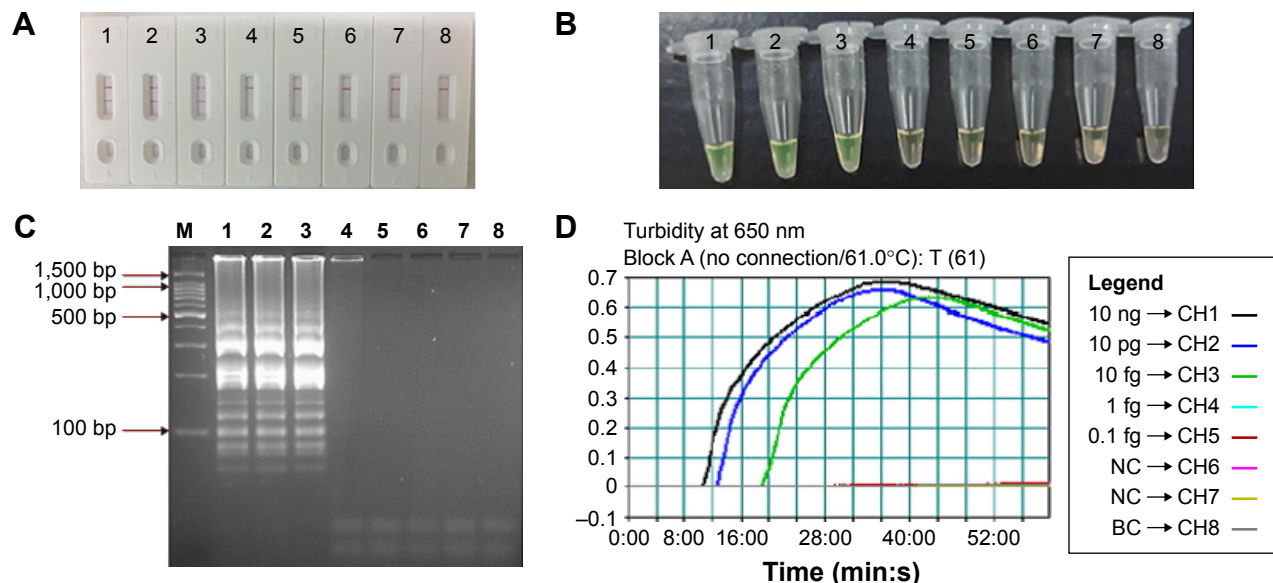 A
1 2 3 4 5 6 7 8
B
1 2 3 4 5 6 7 8
C
M 1 2 3 4 5 6 7 8
1,500 bp
1,000 bp
500 bp
100 bp
D
Turbidity at 650 nm
Block A (no connection/61.0°C): T (61)
0.7
0.6
0.5
0.4
0.3
0.2
0.1
0
–0.1
0:00 8:00 16:00 28:00 40:00 52:00
Time (min:s)
Legend
10 ng → CH1
10 pg → CH2
10 fg → CH3
1 fg → CH4
0.1 fg → CH5
NC → CH6
NC → CH7
BC → CH8